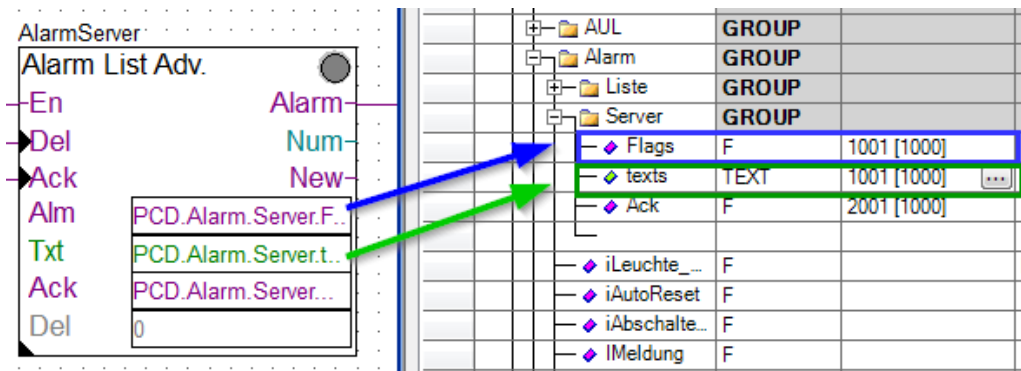 AlarmServer
Alarm List Adv.
En Alarm
Del Num
Ack New
Alm PCD.Alarm.Server.F..
Txt PCD.Alarm.Server.t..
Ack PCD.Alarm.Server...
Del 0
AUL GROUP
Alarm GROUP
Liste GROUP
Server GROUP
Flags F 1001 [1000]
texts TEXT 1001 [1000] ...
Ack F 2001 [1000]
iLeuchte_... F
iAutoReset F
iAbschalte... F
IMeldung F